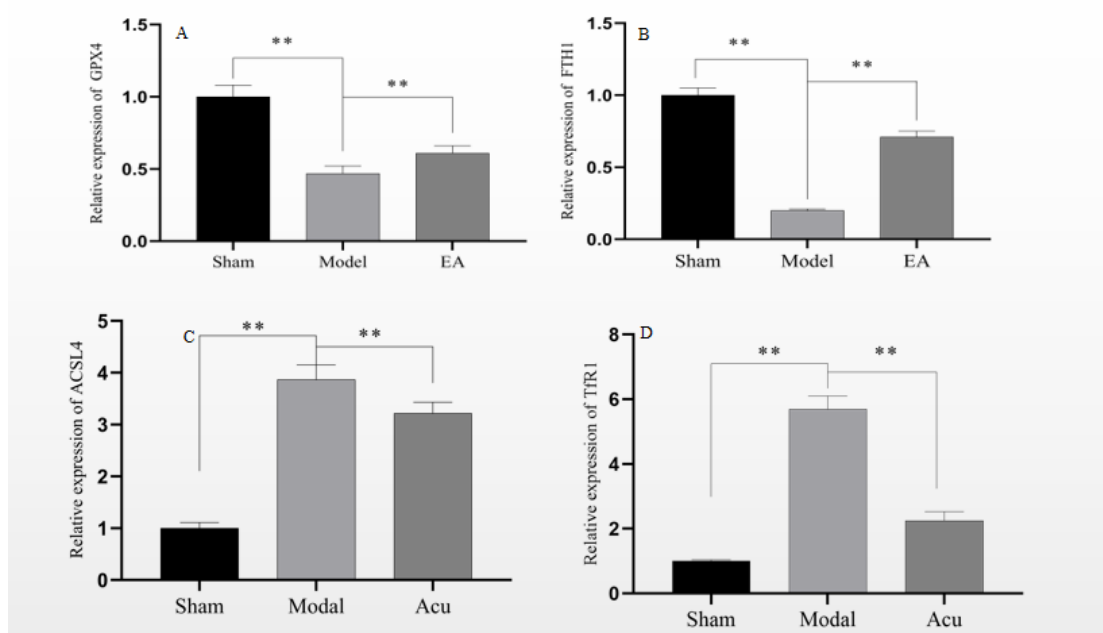 A
Relative expression of GPX4
1.5
1.0
0.5
0.0
**
**
Sham Model EA
B
Relative expression of FTH1
1.5
1.0
0.5
0.0
**
**
Sham Model EA
C
Relative expression of ACSL4
5
4
3
2
1
0
**
**
Sham Modal Acu
D
Relative expression of TfR1
8
6
4
2
0
**
**
Sham Modal Acu